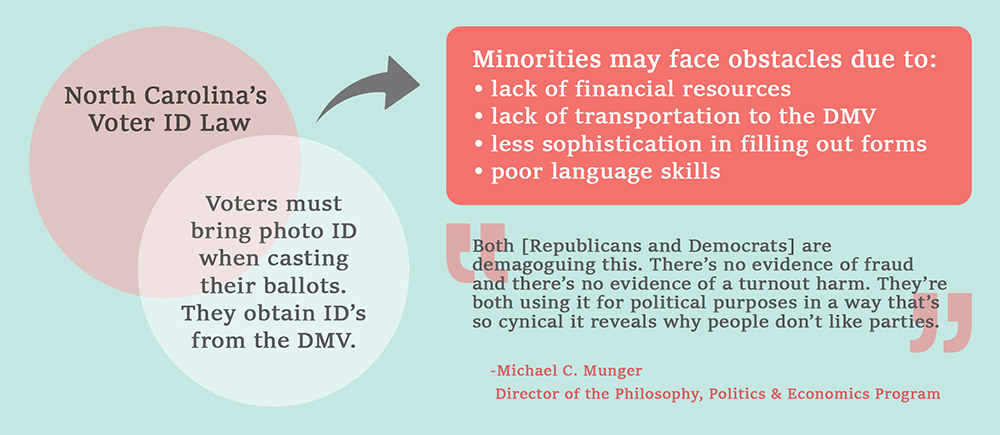 North Carolina's
Voter ID Law
Voters must
bring photo ID
when casting
their ballots.
They obtain ID's
from the DMV.
Minorities may face obstacles due to:
• lack of financial resources
• lack of transportation to the DMV
• less sophistication in filling out forms
• poor language skills
"Both [Republicans and Democrats] are
demagoguing this. There's no evidence of fraud
and there's no evidence of a turnout harm. They're
both using it for political purposes in a way that's
so cynical it reveals why people don't like parties."
-Michael C. Munger
Director of the Philosophy, Politics & Economics Program